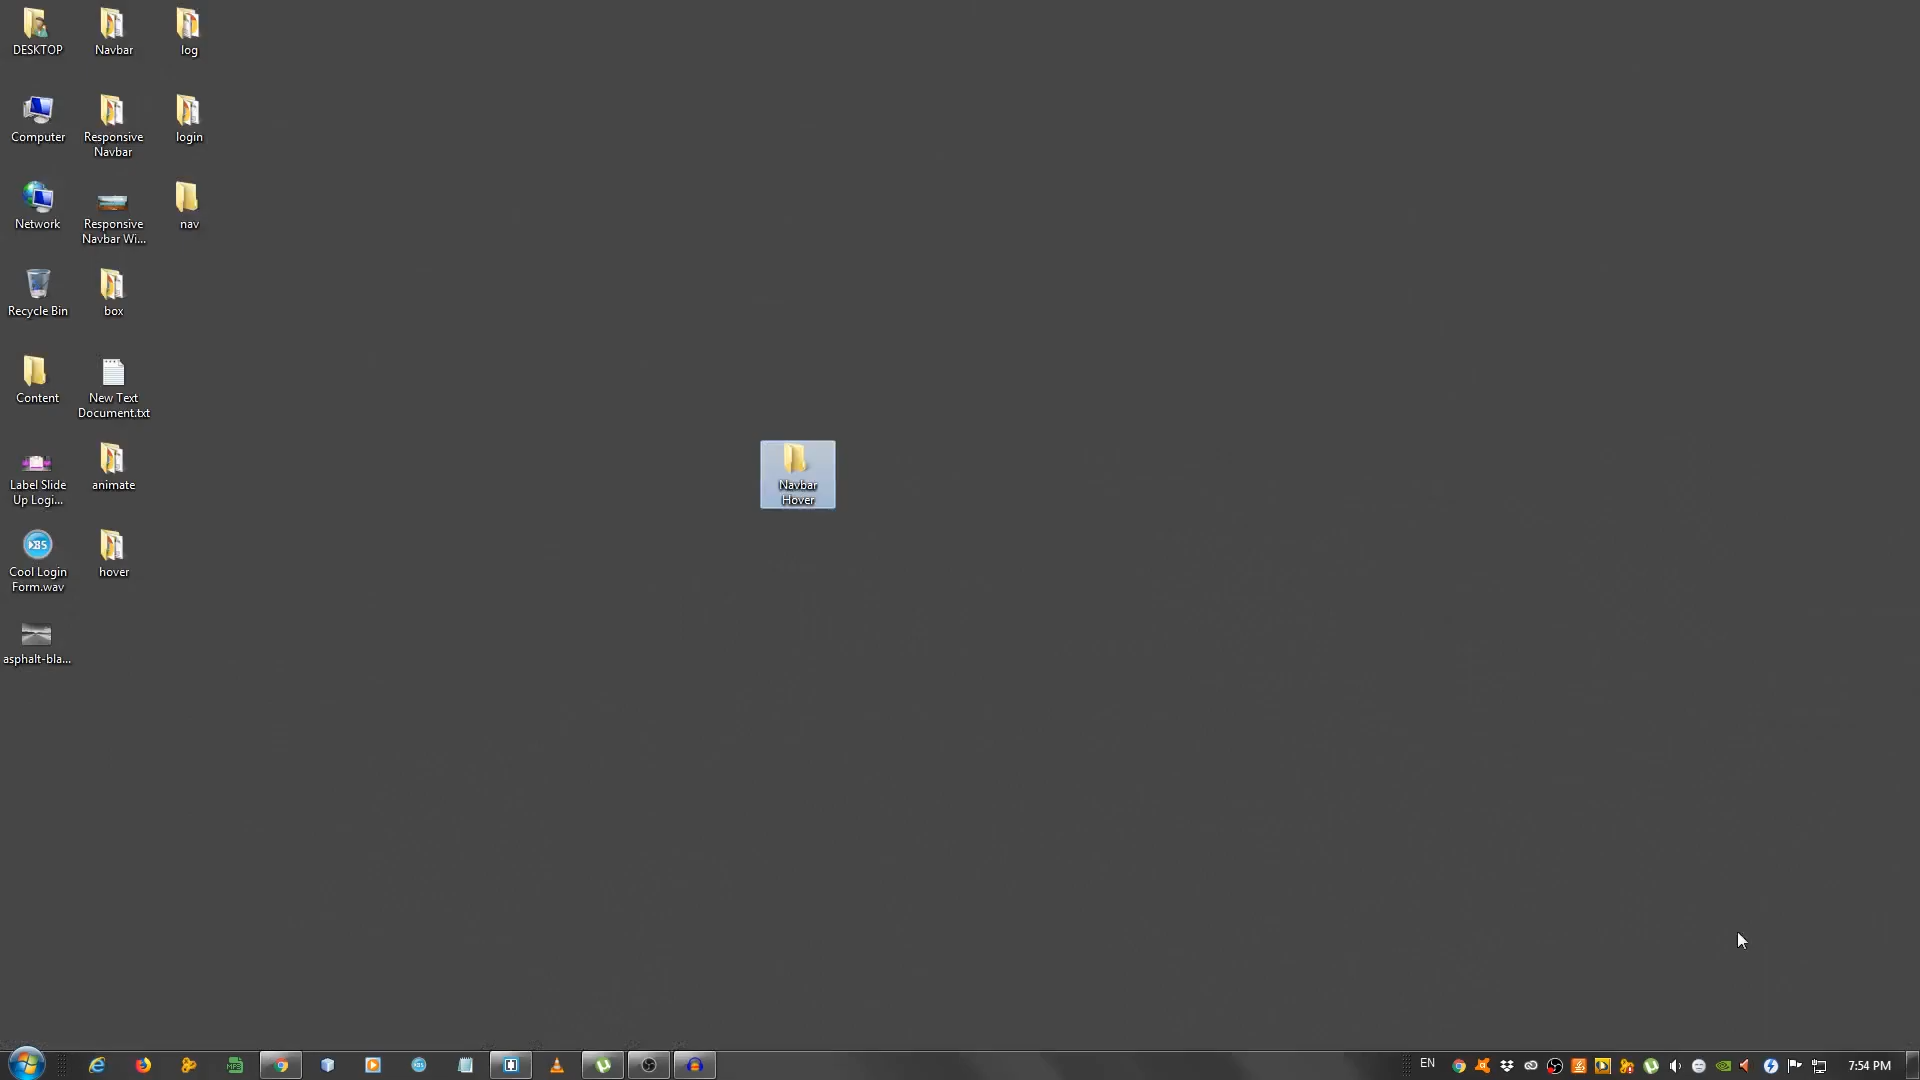 DESKTOP
Navbar
log
Computer
Responsive
Navbar
login
Network
Responsive
Navbar Wi...
nav
Recycle Bin
box
Content
New Text
Document.txt
Navbar
Hover
Label Slide
Up Logi...
animate
Cool Login
Form.wav
hover
asphalt-bla...
EN
7:54 PM